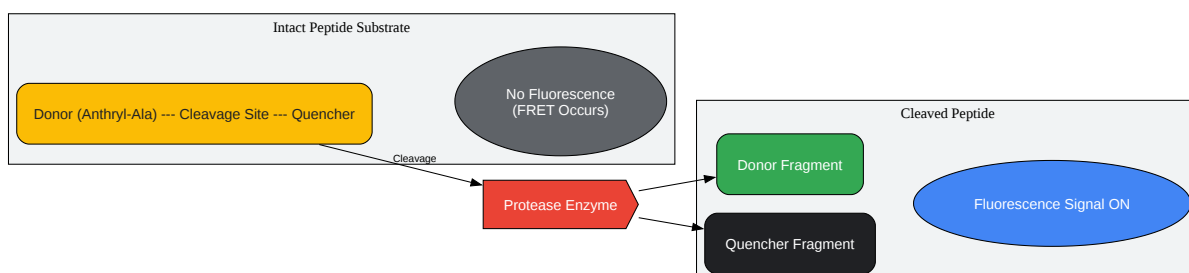 Intact Peptide Substrate
Donor (Anthryl-Ala) --- Cleavage Site --- Quencher
No Fluorescence
(FRET Occurs)
Cleavage
Protease Enzyme
Cleaved Peptide
Donor Fragment
Fluorescence Signal ON
Quencher Fragment